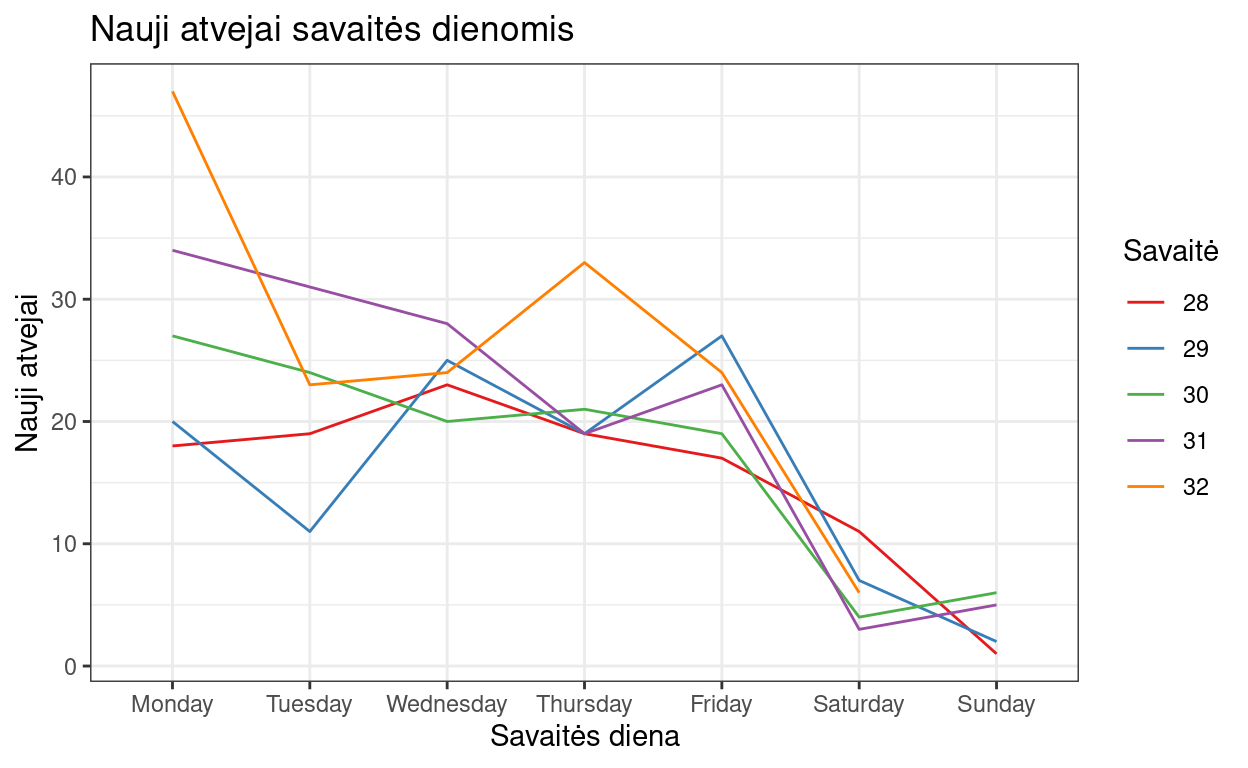 Nauji atvejai savaitės dienomis
Nauji atvejai
40
30
20
10
0
Monday Tuesday Wednesday Thursday Friday Saturday Sunday
Savaitės diena
Savaitė
28
29
30
31
32